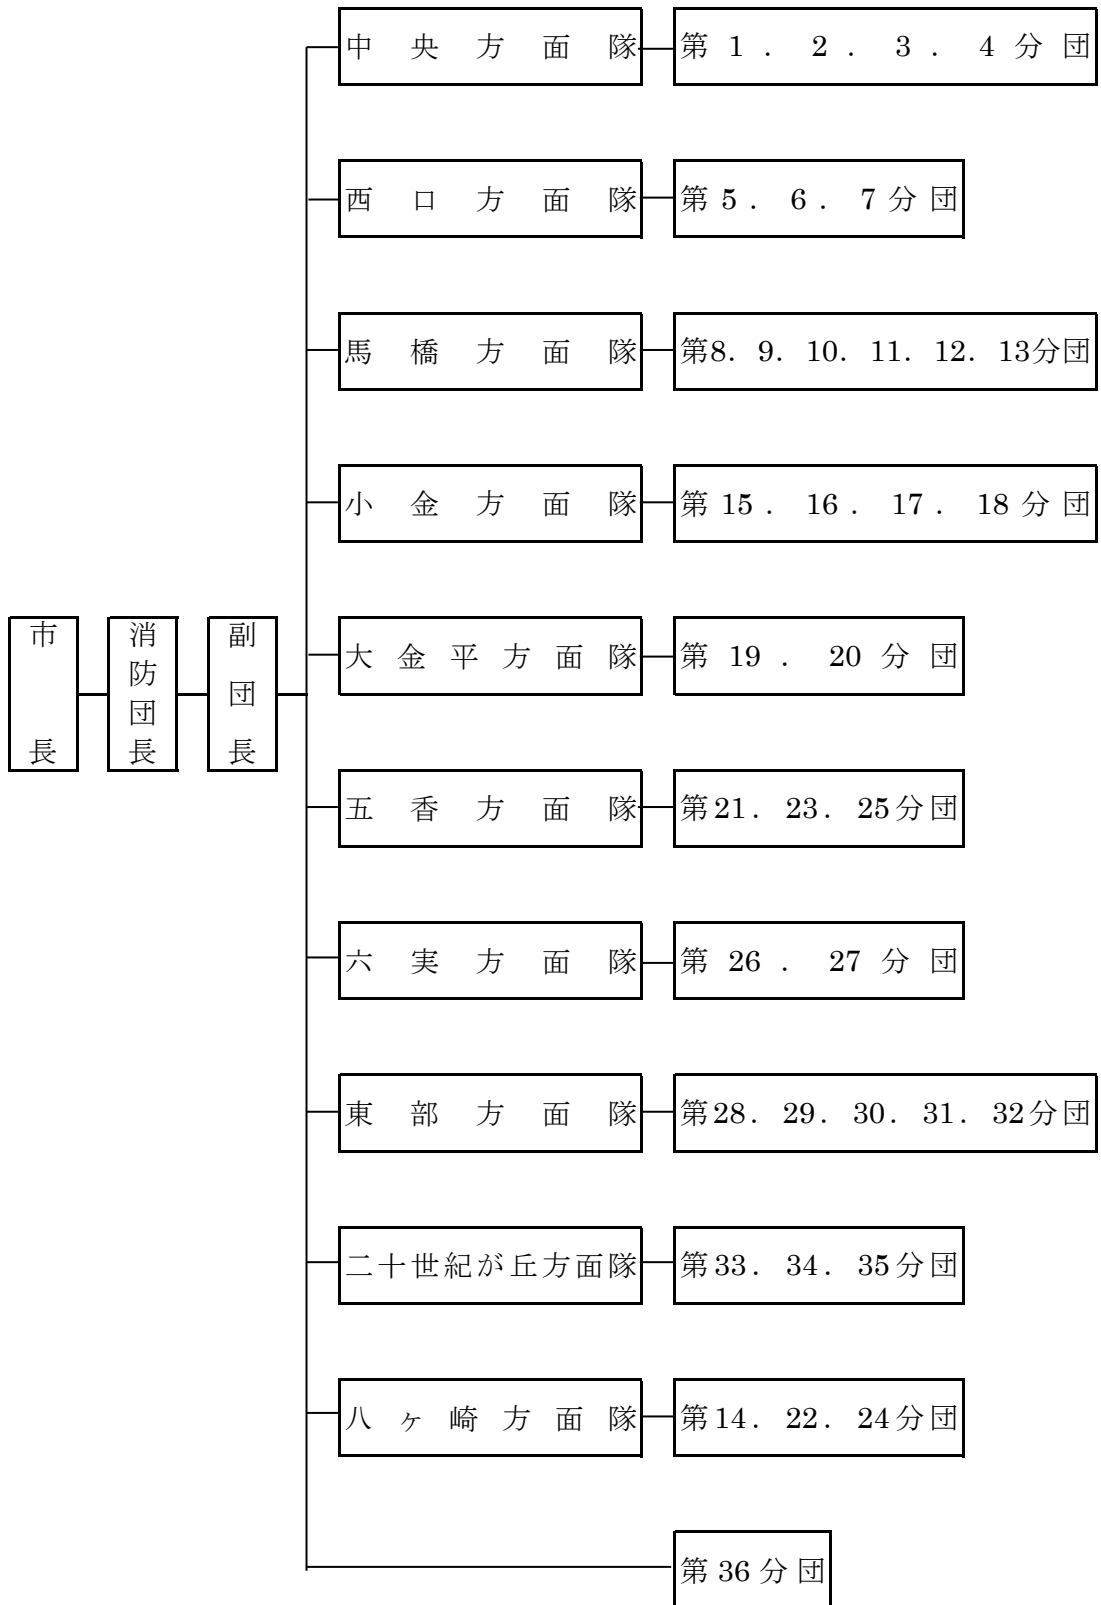 中央方面隊
第1．2．3．4分団
西口方面隊
第5．6．7分団
馬橋方面隊
第8．9．10．11．12．13分団
小金方面隊
第15．16．17．18分団
市長
消防団長
副団長
大金平方面隊
第19．20分団
五香方面隊
第21．23．25分団
六実方面隊
第26．27分団
東部方面隊
第28．29．30．31．32分団
二十世紀が丘方面隊
第33．34．35分団
八ヶ崎方面隊
第14．22．24分団
第36分団